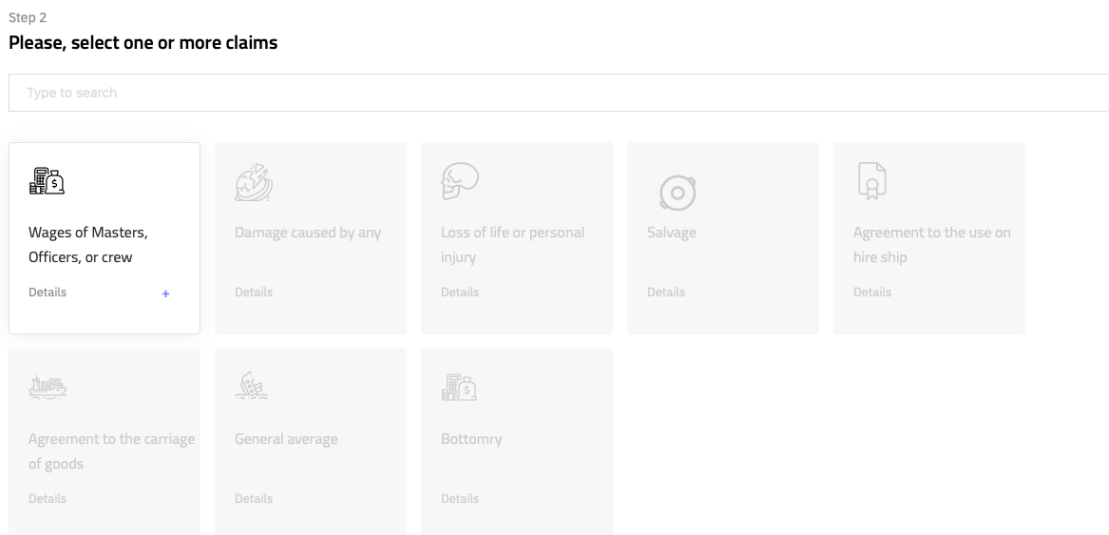 Step 2
Please, select one or more claims
Type to search
Wages of Masters,
Officers, or crew
Details +
Damage caused by any
Details
Loss of life or personal
injury
Details
Salvage
Details
Agreement to the use on
hire ship
Details
Agreement to the carriage
of goods
Details
General average
Details
Bottomry
Details